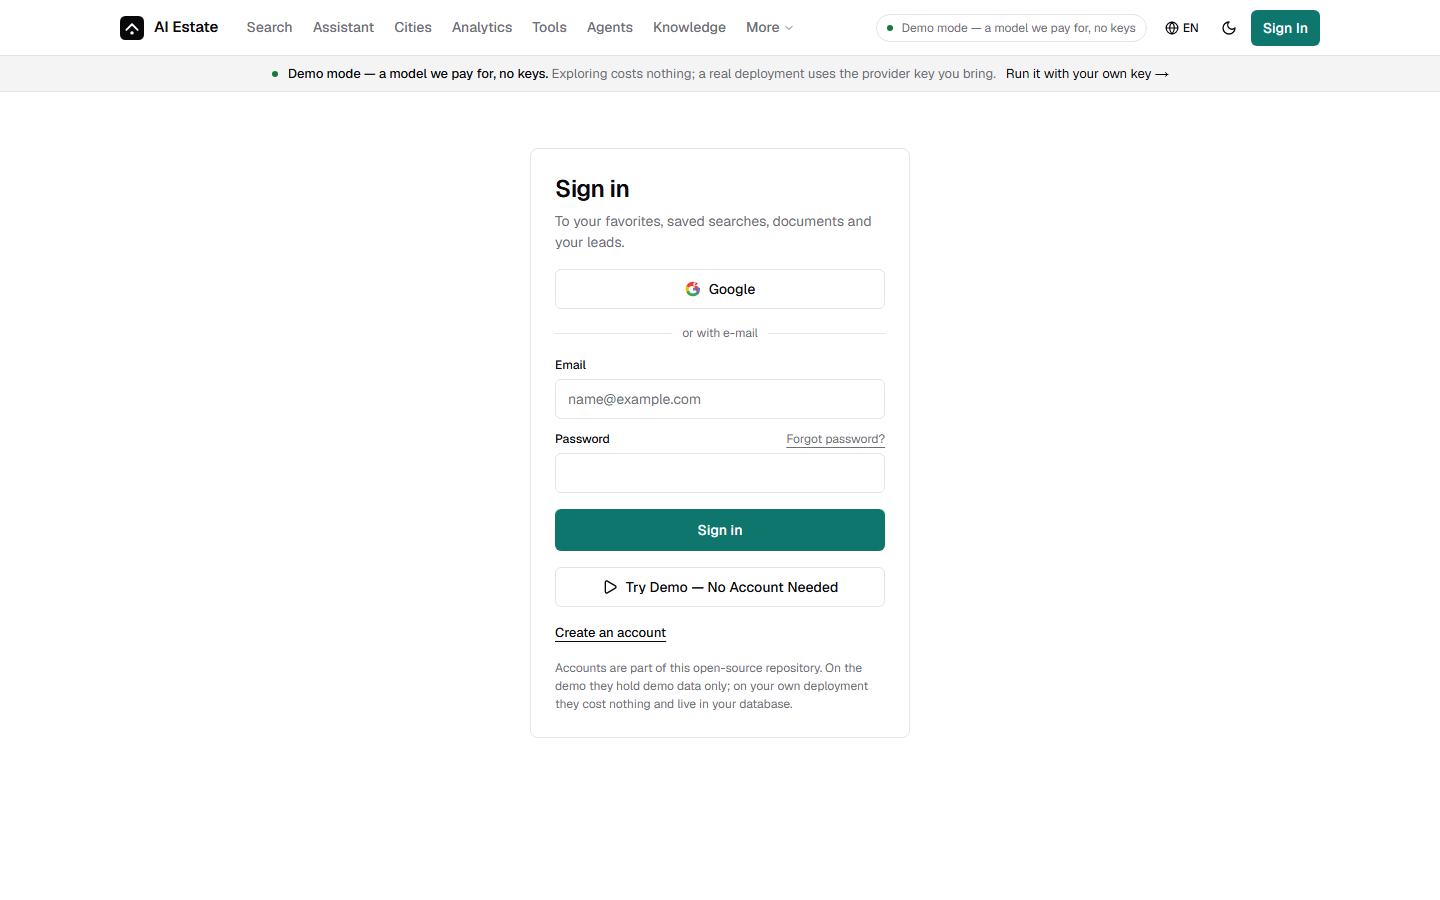 AI Estate
Search
Assistant
Cities
Analytics
Tools
Agents
Knowledge
More
Demo mode — a model we pay for, no keys
EN
Sign In
Demo mode — a model we pay for, no keys. Exploring costs nothing; a real deployment uses the provider key you bring. Run it with your own key →
Sign in
To your favorites, saved searches, documents and
your leads.
Google
or with e-mail
Email
name@example.com
Password
Forgot password?
Sign in
Try Demo — No Account Needed
Create an account
Accounts are part of this open-source repository. On the
demo they hold demo data only; on your own deployment
they cost nothing and live in your database.